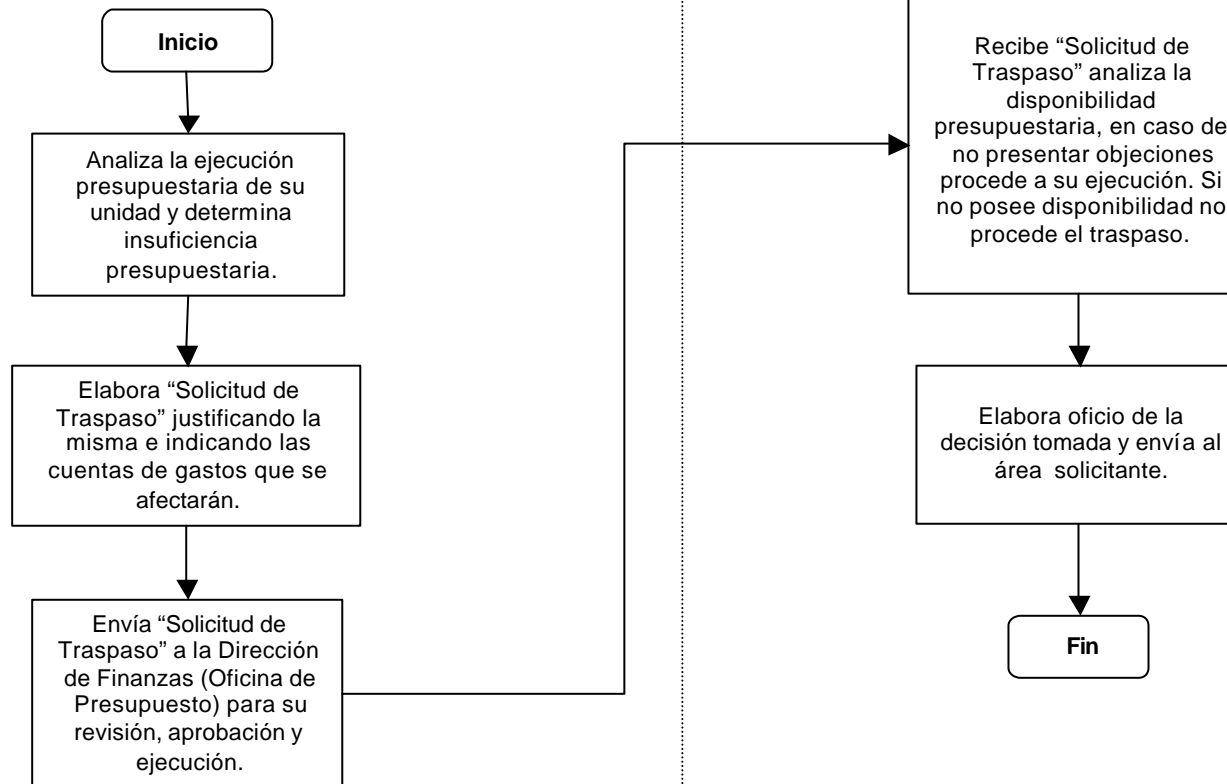 Inicio
Analiza la ejecución
presupuestaria de su
unidad y determina
insuficiencia
presupuestaria.
Elabora “Solicitud de
Traspaso” justificando la
misma e indicando las
cuentas de gastos que se
afectarán.
Envía “Solicitud de
Traspaso” a la Dirección
de Finanzas (Oficina de
Presupuesto) para su
revisión, aprobación y
ejecución.
Recibe “Solicitud de
Traspaso” analiza la
disponibilidad
presupuestaria, en caso de
no presentar objeciones
procede a su ejecución. Si
no posee disponibilidad no
procede el traspaso.
Elabora oficio de la
decisión tomada y envía al
área solicitante.
Fin